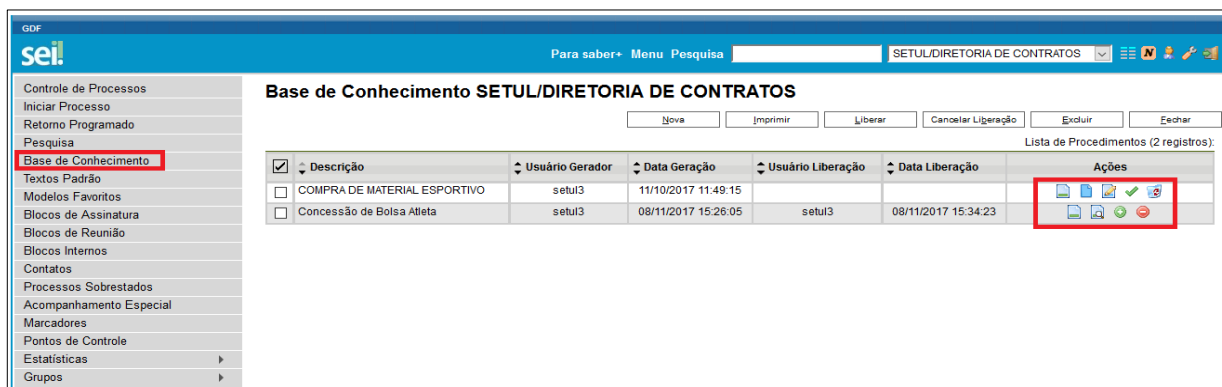 GDF
sei!
Para saber+ Menu Pesquisa
SETUL/DIRETORIA DE CONTRATOS
N
Controle de Processos
Iniciar Processo
Retorno Programado
Pesquisa
Base de Conhecimento
Textos Padrão
Modelos Favoritos
Blocos de Assinatura
Blocos de Reunião
Blocos Internos
Contatos
Processos Sobrestados
Acompanhamento Especial
Marcadores
Pontos de Controle
Estatísticas
Grupos
Base de Conhecimento SETUL/DIRETORIA DE CONTRATOS
Nova Imprimir Liberar Cancelar Liberação Excluir Fechar
Lista de Procedimentos (2 registros):
Descrição Usuário Gerador Data Geração Usuário Liberação Data Liberação Ações
COMPRA DE MATERIAL ESPORTIVO setul3 11/10/2017 11:49:15
Concessão de Bolsa Atleta setul3 08/11/2017 15:26:05 setul3 08/11/2017 15:34:23